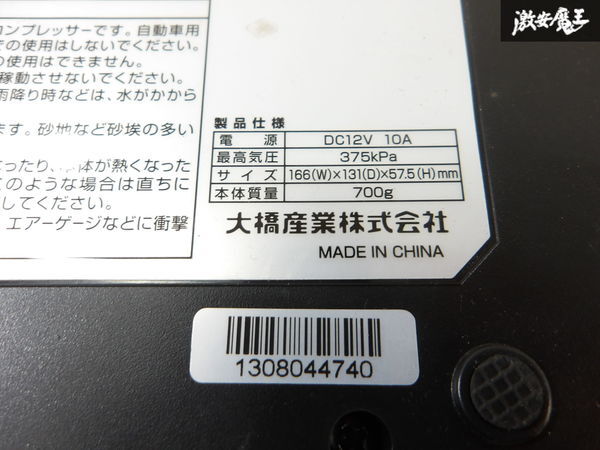 激安魔王
コンプレッサーです。自動車用
での使用はしないでください。
の使用はできません。
稼動させないでください。
雨降り時などは、水がかから
ます。砂地など砂埃の多い
なったり、体が熱くなった
このような場合は直ちに
してください。
エアーゲージなどに衝撃
製品仕様
電源 DC12V 10A
最高気圧 375kPa
サイズ 166(W)×131(D)×57.5(H)mm
本体質量 700g
大橋産業株式会社
MADE IN CHINA
1308044740